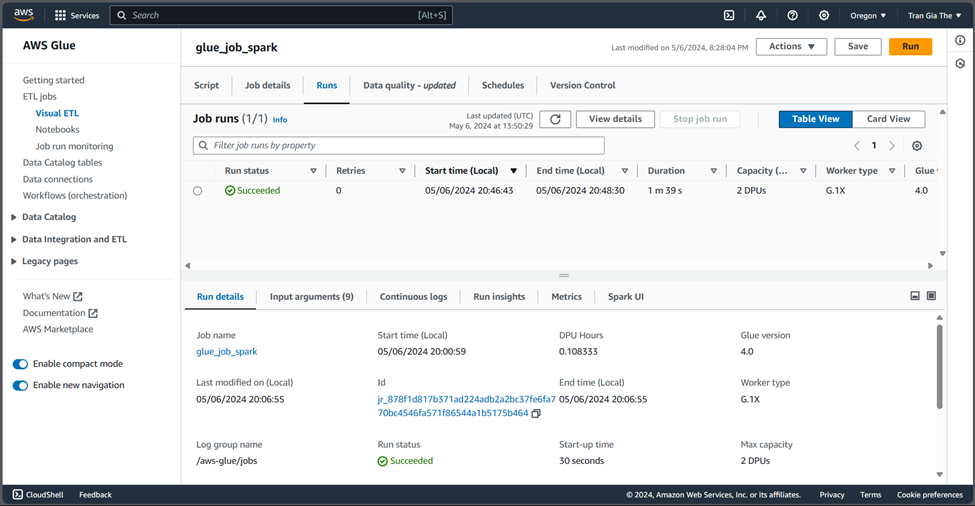 aws Services Search [Alt+S] Oregon ▼ Tran Gia The ▼
AWS Glue
Getting started
ETL jobs
Visual ETL
Notebooks
Job run monitoring
Data Catalog tables
Data connections
Workflows (orchestration)
Data Catalog
Data Integration and ETL
Legacy pages
What's New
Documentation
AWS Marketplace
Enable compact mode
Enable new navigation
glue_job_spark
Last modified on 5/6/2024, 8:28:04 PM Actions ▼ Save Run
Script Job details Runs Data quality - updated Schedules Version Control
Job runs (1/1) Info
Last updated (UTC)
May 6, 2024 at 13:50:29
View details Stop job run Table View Card View
Filter job runs by property
1
Run status Retries Start time (Local) End time (Local) Duration Capacity (... Worker type Glue
Succeeded 0 05/06/2024 20:46:43 05/06/2024 20:48:30 1 m 39 s 2 DPUs G.1X 4.0
Run details Input arguments (9) Continuous logs Run insights Metrics Spark UI
Job name Start time (Local) DPU Hours Glue version
glue_job_spark 05/06/2024 20:00:59 0.108333 4.0
Last modified on (Local) Id End time (Local) Worker type
05/06/2024 20:06:55 jr_878f1d817b371ad224adb2a2bc37fe6fa7 05/06/2024 20:06:55 G.1X
70bc4546fa571f86544a1b5175b464
Log group name Run status Start-up time Max capacity
/aws-glue/jobs Succeeded 30 seconds 2 DPUs
CloudShell Feedback © 2024, Amazon Web Services, Inc. or its affiliates. Privacy Terms Cookie preferences